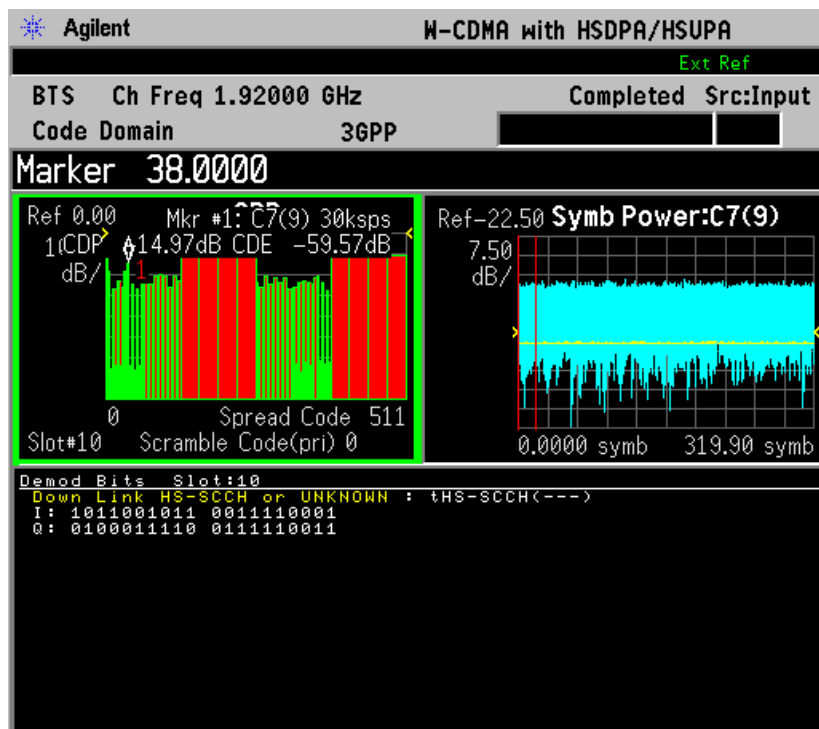 Agilent W-CDMA with HSDPA/HSUPA
Ext Ref
BTS Ch Freq 1.92000 GHz Completed Src:Input
Code Domain 3GPP
Marker 38.0000
Ref 0.00 Mkr #1: C7(9) 30ksps
CDP 14.97dB CDE -59.57dB
dB/ 1
0 Spread Code 511
Slot#10 Scramble Code(pri) 0
Ref-22.50 Symb Power:C7(9)
7.50
dB/
0.0000 symb 319.90 symb
Demod Bits Slot:10
Down Link HS-SCCH or UNKNOWN : tHS-SCCH(---)
I: 1011001011 0011110001
Q: 0100011110 0111110011